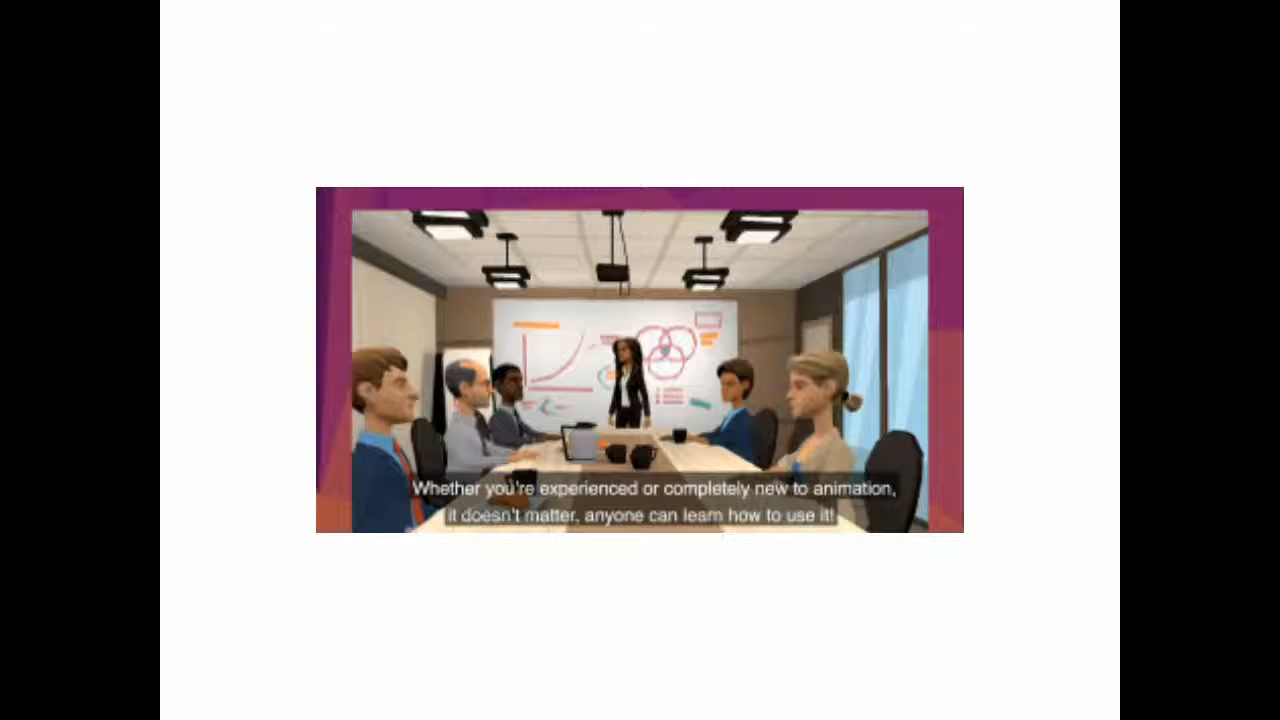 Whether you're experienced or completely new to animation,
it doesn't matter, anyone can learn how to use it!